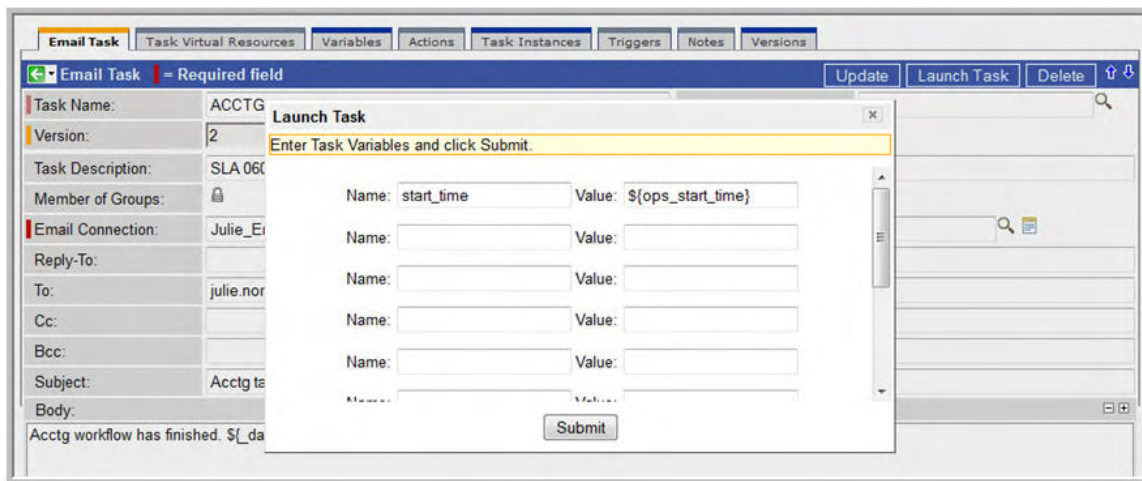 Email Task Task Virtual Resources Variables Actions Task Instances Triggers Notes Versions
Email Task = Required field Update Launch Task Delete
Task Name: ACCTG
Launch Task
Version: 2
Enter Task Variables and click Submit.
Task Description: SLA 060
Member of Groups:
Name: start_time Value: ${ops_start_time}
Email Connection: Julie_Er
Name: Value:
Reply-To:
Name: Value:
To: julie.nor
Cc:
Name: Value:
Bcc:
Name: Value:
Subject: Acctg ta
Name: Value:
Body:
Submit
Acctg workflow has finished. ${_da